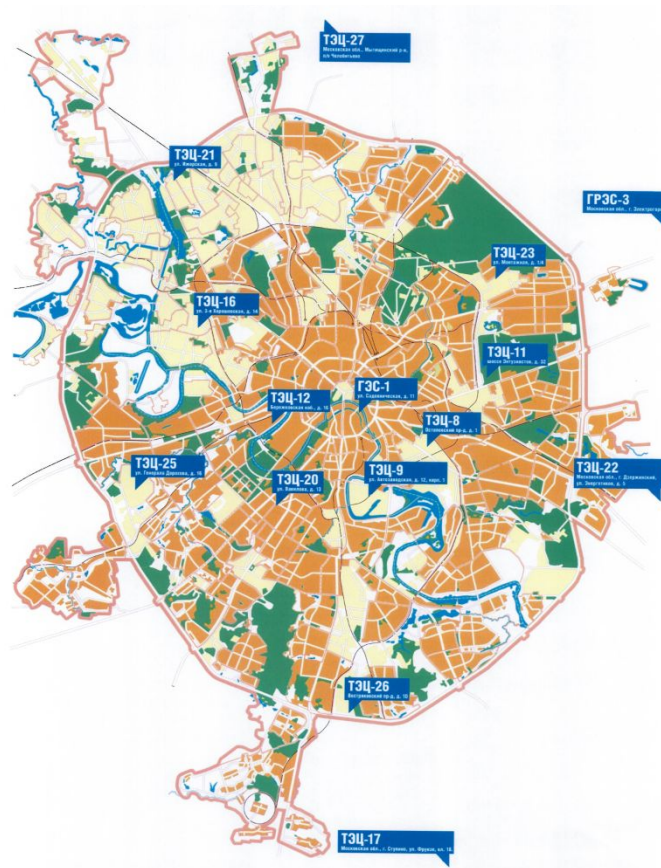 ТЭЦ-27
Московская обл., Мытищинский р-н,
п/о Челобитьево
ТЭЦ-21
ул. Ижорская, д. 9
ГРЭС-3
Московская обл., г. Электрогорск
ТЭЦ-23
ул. Монтажная, д. 1/4
ТЭЦ-16
ул. 3-я Хорошевская, д. 14
ТЭЦ-11
шоссе Энтузиастов, д. 32
ГЭС-1
ул. Садовническая, д. 11
ТЭЦ-12
Бережковская наб., д. 16
ТЭЦ-8
Остаповский пр-д, д. 1
ТЭЦ-25
ул. Генерала Дорохова, д. 16
ТЭЦ-20
ул. Вавилова, д. 13
ТЭЦ-9
ул. Автозаводская, д. 12, корп. 1
ТЭЦ-22
Московская обл., г. Дзержинский,
ул. Энергетиков, д. 5
ТЭЦ-26
Востряковский пр-д, д. 10
ТЭЦ-17
Московская обл., г. Ступино, ул. Фрунзе, вл. 19.